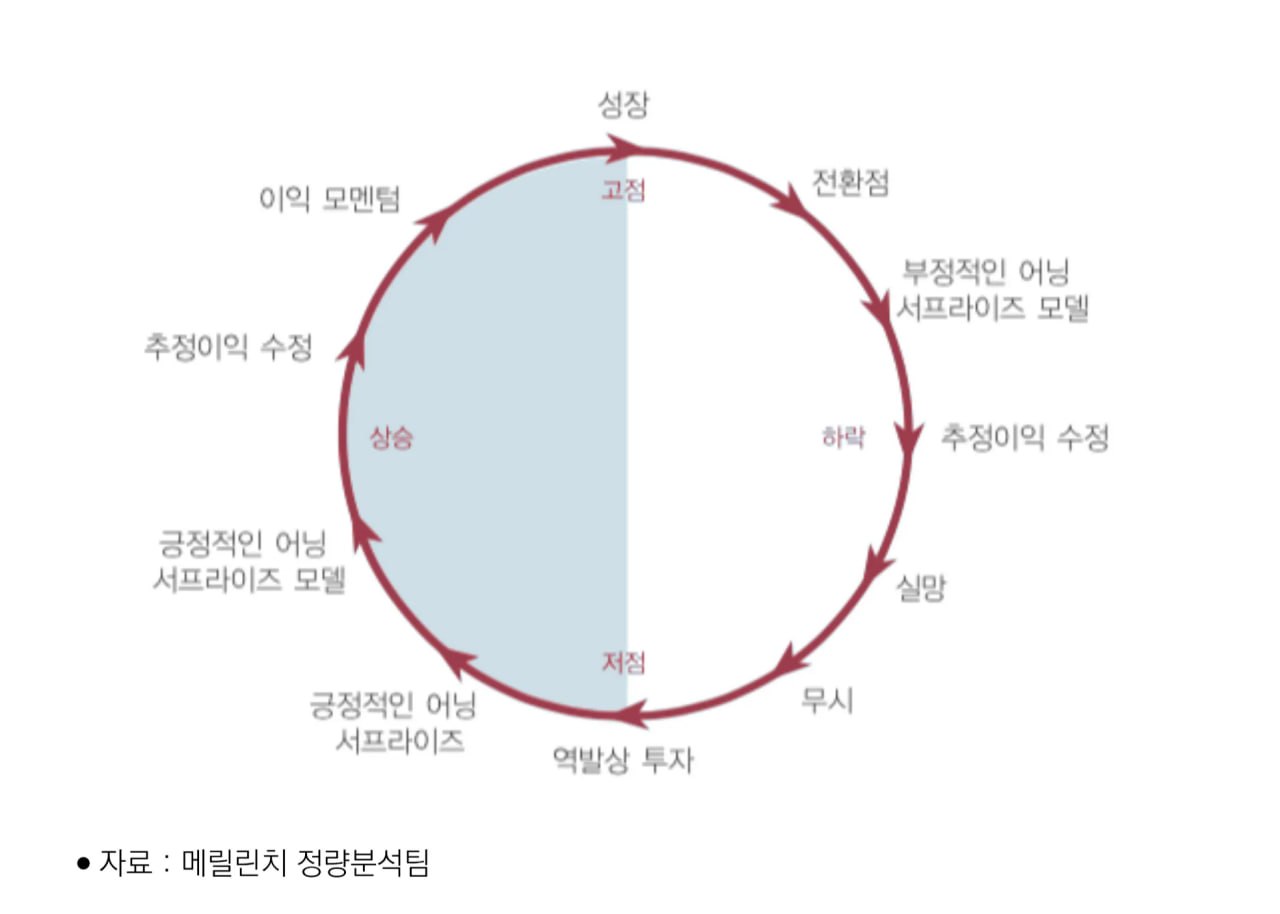 성장
고점
전환점
이익 모멘텀
부정적인 어닝
서프라이즈 모델
추정이익 수정
상승
하락
추정이익 수정
긍정적인 어닝
서프라이즈 모델
실망
저점
무시
긍정적인 어닝
서프라이즈
역발상 투자
● 자료 : 메릴린치 정량분석팀